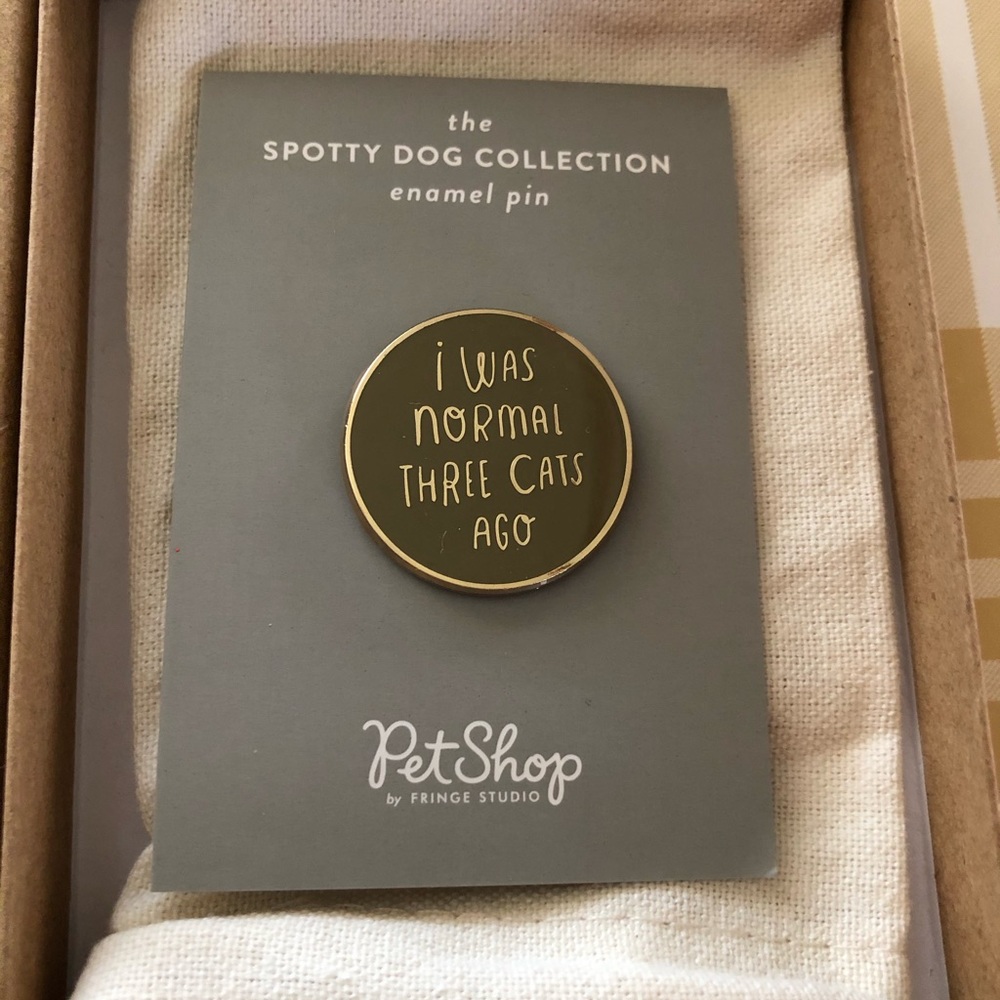 the
SPOTTY DOG COLLECTION
enamel pin
i WAS
NORMAL
THREE CATS
AGO
PetShop
by FRINGE STUDIO